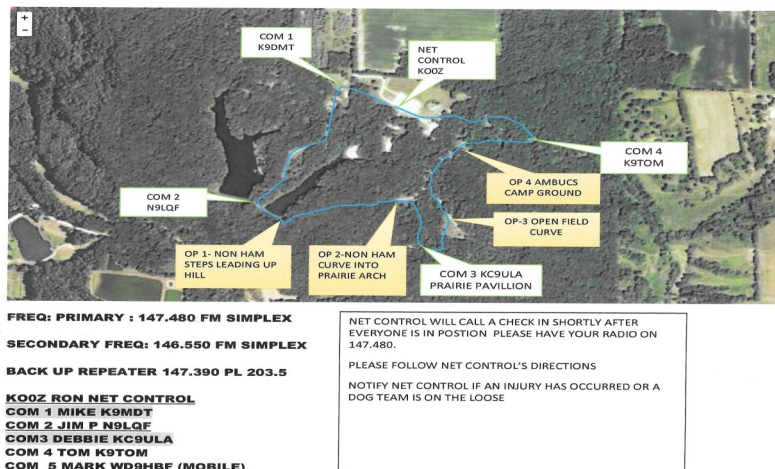 +
−
COM 1
K9DMT
NET
CONTROL
KO0Z
COM 4
K9TOM
OP 4 AMBUCS
CAMP GROUND
COM 2
N9LQF
OP-3 OPEN FIELD
CURVE
OP 1- NON HAM
STEPS LEADING UP
HILL
OP 2-NON HAM
CURVE INTO
PRAIRIE ARCH
COM 3 KC9ULA
PRAIRIE PAVILLION
FREQ: PRIMARY : 147.480 FM SIMPLEX
SECONDARY FREQ: 146.550 FM SIMPLEX
BACK UP REPEATER 147.390 PL 203.5
KO0Z RON NET CONTROL
COM 1 MIKE K9MDT
COM 2 JIM P N9LQF
COM3 DEBBIE KC9ULA
COM 4 TOM K9TOM
COM 5 MARK WD9HBF (MOBILE)
NET CONTROL WILL CALL A CHECK IN SHORTLY AFTER
EVERYONE IS IN POSTION PLEASE HAVE YOUR RADIO ON
147.480.
PLEASE FOLLOW NET CONTROL'S DIRECTIONS
NOTIFY NET CONTROL IF AN INJURY HAS OCCURRED OR A
DOG TEAM IS ON THE LOOSE